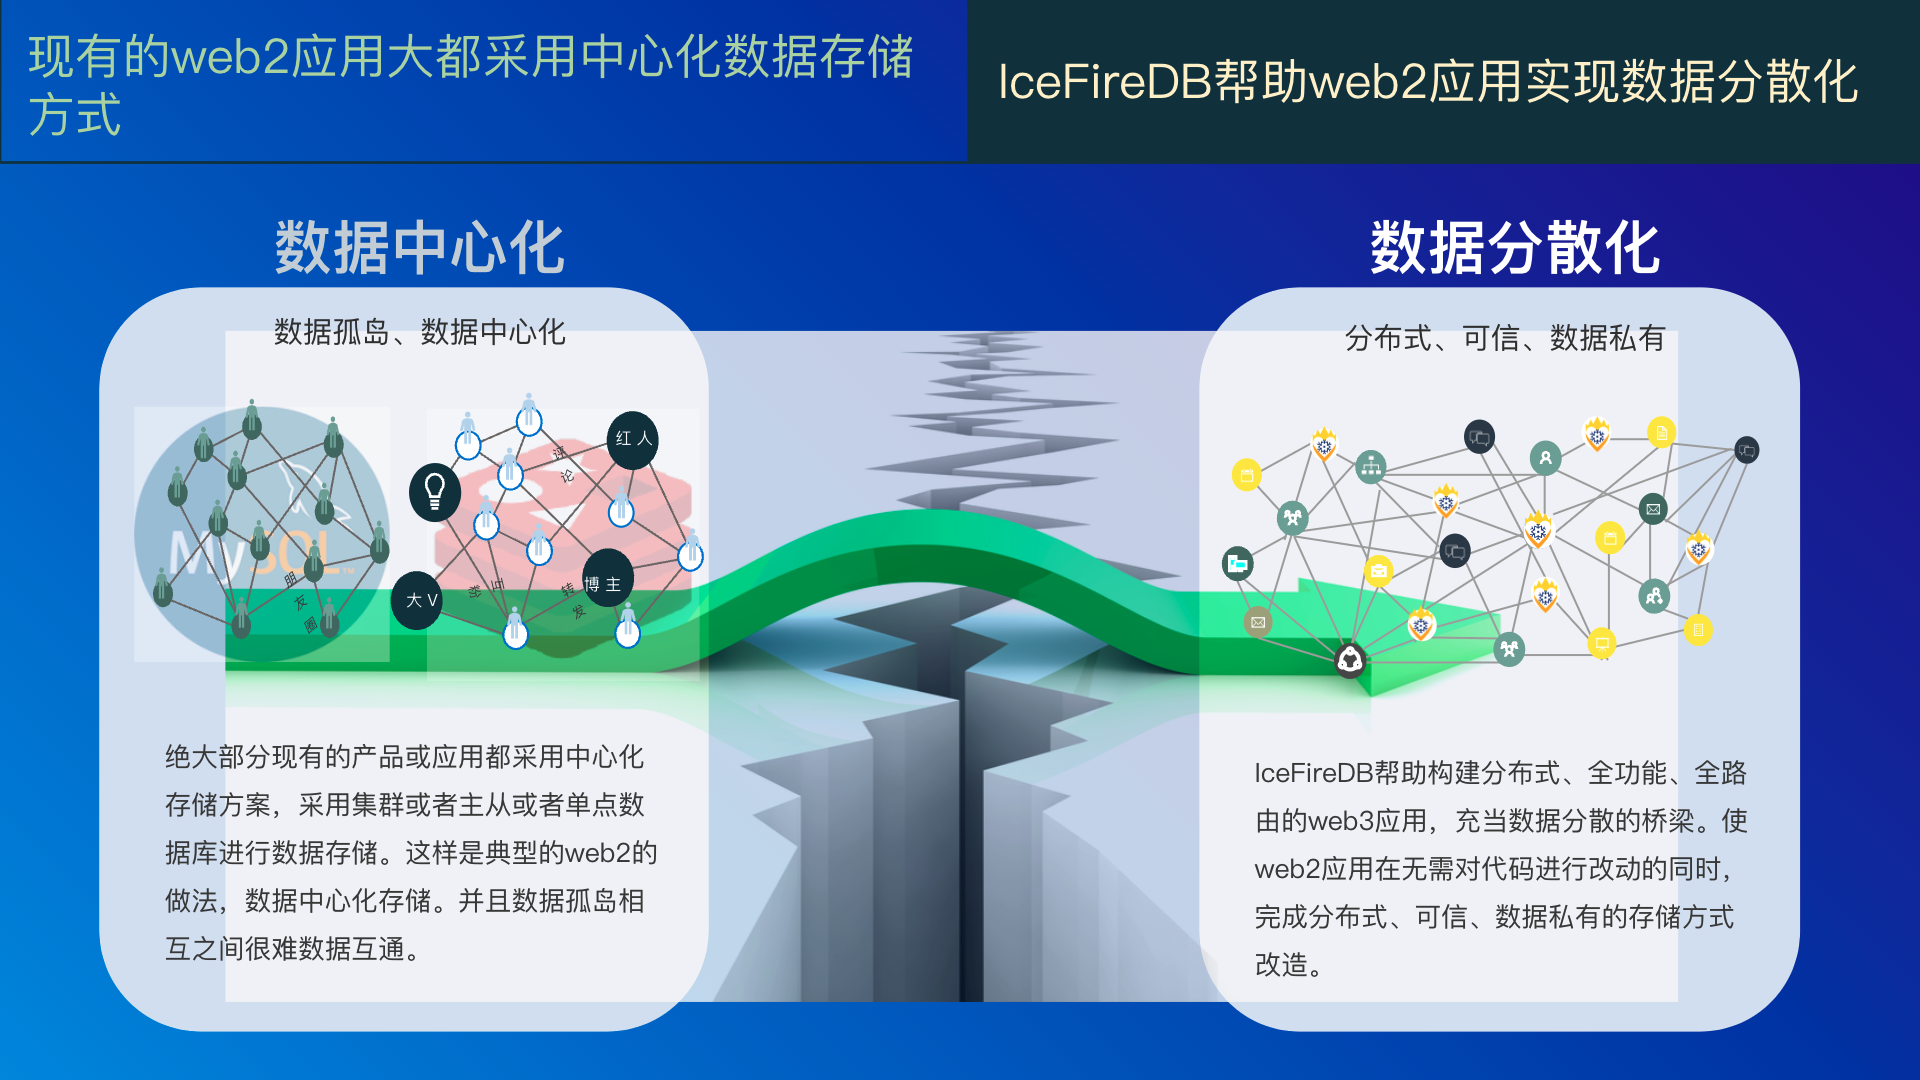 现有的web2应用大都采用中心化数据存储
方式
IceFireDB帮助web2应用实现数据分散化
数据中心化
数据分散化
数据孤岛、数据中心化
分布式、可信、数据私有
红人
评
论
MySQL
TM
朋
友
圈
大V
互
粉
转
发
博主
绝大部分现有的产品或应用都采用中心化
存储方案，采用集群或者主从或者单点数
据库进行数据存储。这样是典型的web2的
做法，数据中心化存储。并且数据孤岛相
互之间很难数据互通。
IceFireDB帮助构建分布式、全功能、全路
由的web3应用，充当数据分散的桥梁。使
web2应用在无需对代码进行改动的同时，
完成分布式、可信、数据私有的存储方式
改造。